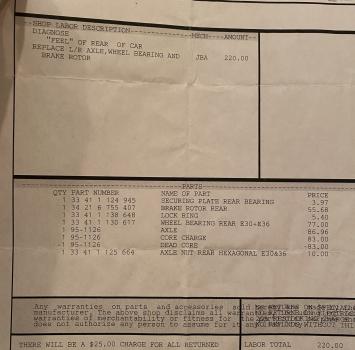 SHOP LABOR DESCRIPTION MECH AMOUNT
DIAGNOSE
"FEEL" OF REAR OF CAR
REPLACE L/R AXLE, WHEEL BEARING AND JBA 220.00
BRAKE ROTOR
PARTS
QTY PART NUMBER NAME OF PART PRICE
1 33 41 1 124 945 SECURING PLATE REAR BEARING 3.97
1 34 21 6 755 407 BRAKE ROTOR REAR 55.68
1 33 41 1 138 648 LOCK RING 5.40
1 33 41 1 130 617 WHEEL BEARING REAR E30+E36 77.00
1 95-1126 AXLE 86.96
1 95-1126 CORE CHARGE 83.00
-1 95-1126 DEAD CORE -83.00
1 33 41 1 125 664 AXLE NUT REAR HEXAGONAL E30&36 10.00
Any warranties on parts and accessories sold
manufacturer. The above shop disclaims all
warranties of merchantability or fitness for
does not authorize any person to assume for it any
THERE WILL BE A $25.00 CHARGE FOR ALL RETURNED LABOR TOTAL 220.00